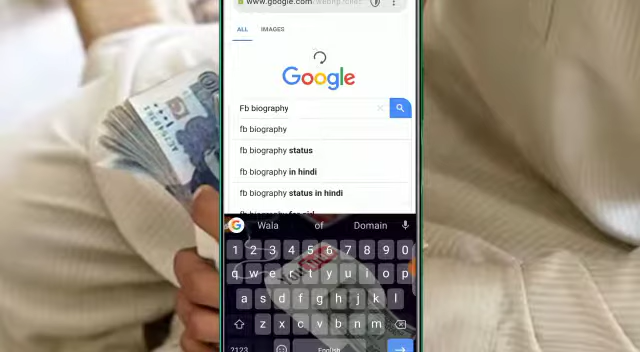 www.google.com
ALL IMAGES
Google
Fb biography
fb biography
fb biography status
fb biography in hindi
fb biography status in hindi
Wala of Domain
1 2 3 4 5 6 7 8 9 0
q w e r t y u i o p
a s d f g h j k l
z x c v b n m
?123 English